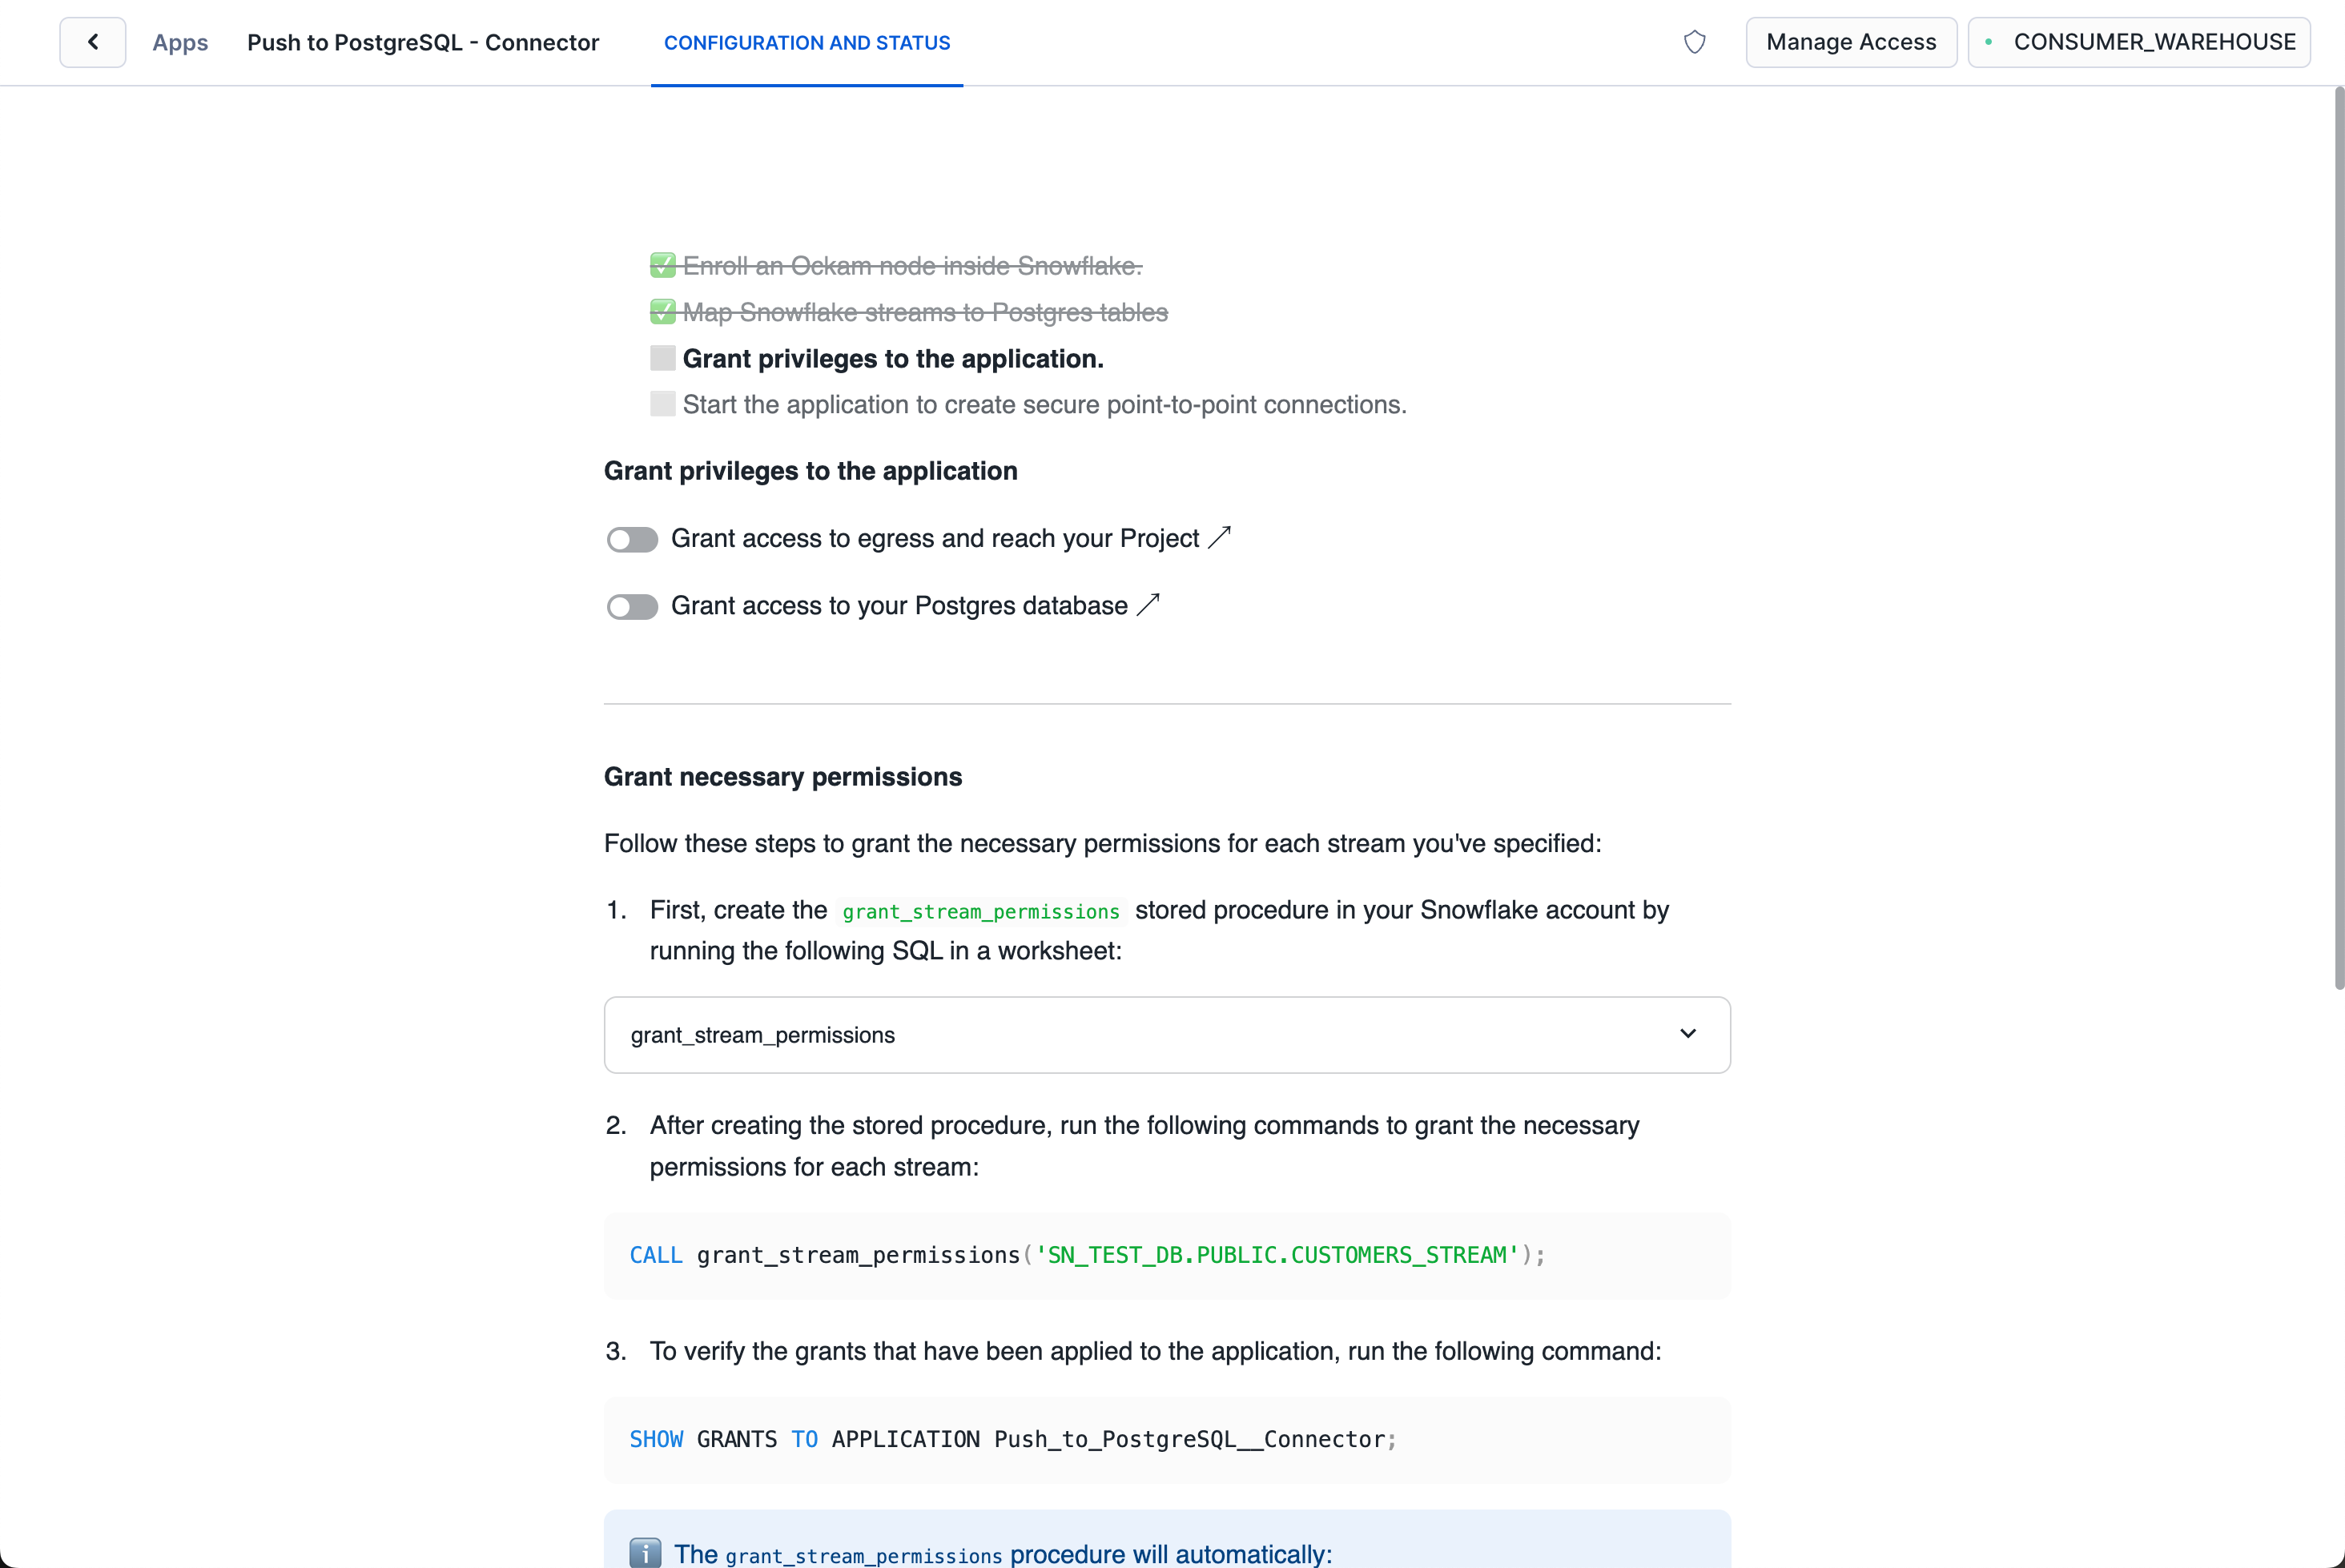 Apps Push to PostgreSQL - Connector CONFIGURATION AND STATUS Manage Access CONSUMER_WAREHOUSE
Enroll an Ockam node inside Snowflake.
Map Snowflake streams to Postgres tables
Grant privileges to the application.
Start the application to create secure point-to-point connections.
Grant privileges to the application
Grant access to egress and reach your Project
Grant access to your Postgres database
Grant necessary permissions
Follow these steps to grant the necessary permissions for each stream you've specified:
1. First, create the grant_stream_permissions stored procedure in your Snowflake account by
running the following SQL in a worksheet:
grant_stream_permissions
2. After creating the stored procedure, run the following commands to grant the necessary
permissions for each stream:
CALL grant_stream_permissions('SN_TEST_DB.PUBLIC.CUSTOMERS_STREAM');
3. To verify the grants that have been applied to the application, run the following command:
SHOW GRANTS TO APPLICATION Push_to_PostgreSQL__Connector;
The grant_stream_permissions procedure will automatically: